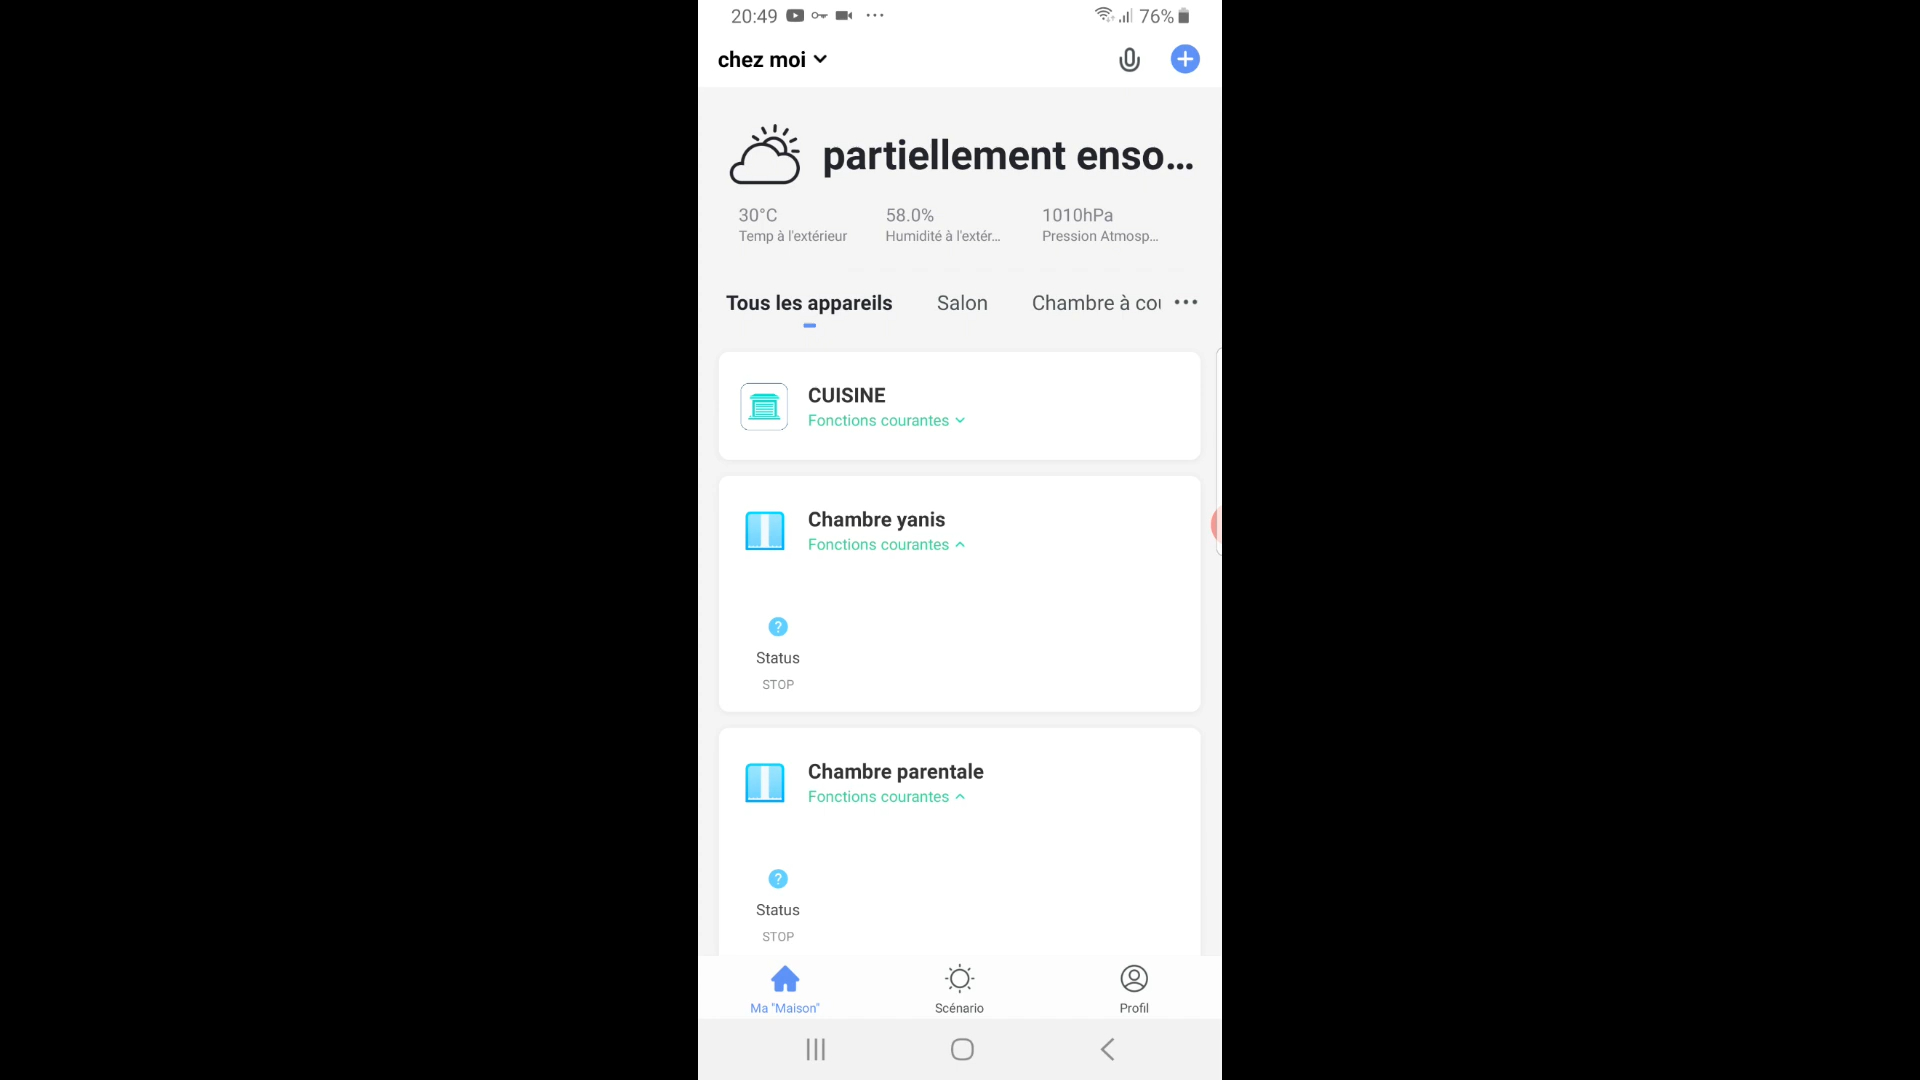 20:49 76%
chez moi
partiellement enso...
30°C 58.0% 1010hPa
Temp à l'extérieur Humidité à l'extér... Pression Atmosp...
Tous les appareils Salon Chambre à cou
CUISINE
Fonctions courantes
Chambre yanis
Fonctions courantes
?
Status
STOP
Chambre parentale
Fonctions courantes
?
Status
STOP
Ma "Maison" Scénario Profil